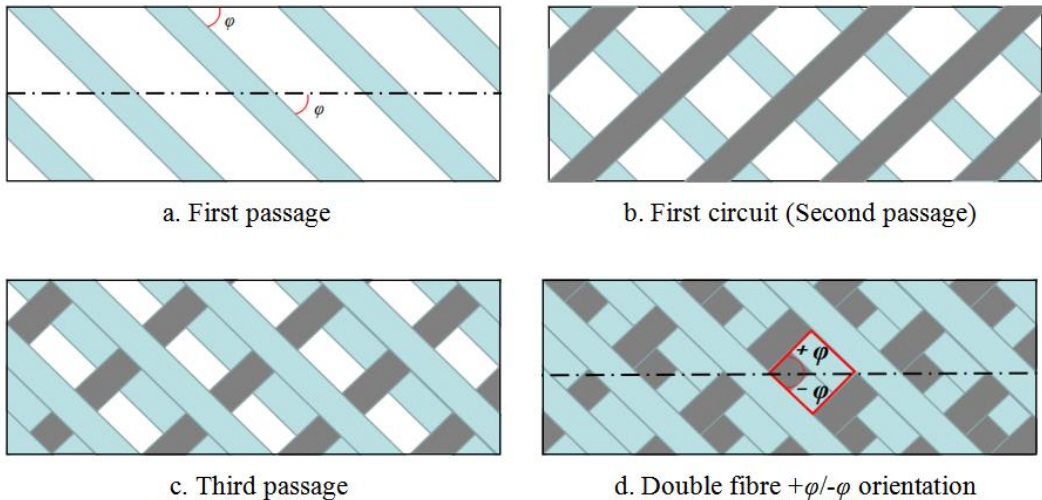 φ
φ
a. First passage
b. First circuit (Second passage)
+ φ
− φ
c. Third passage
d. Double fibre +φ/-φ orientation